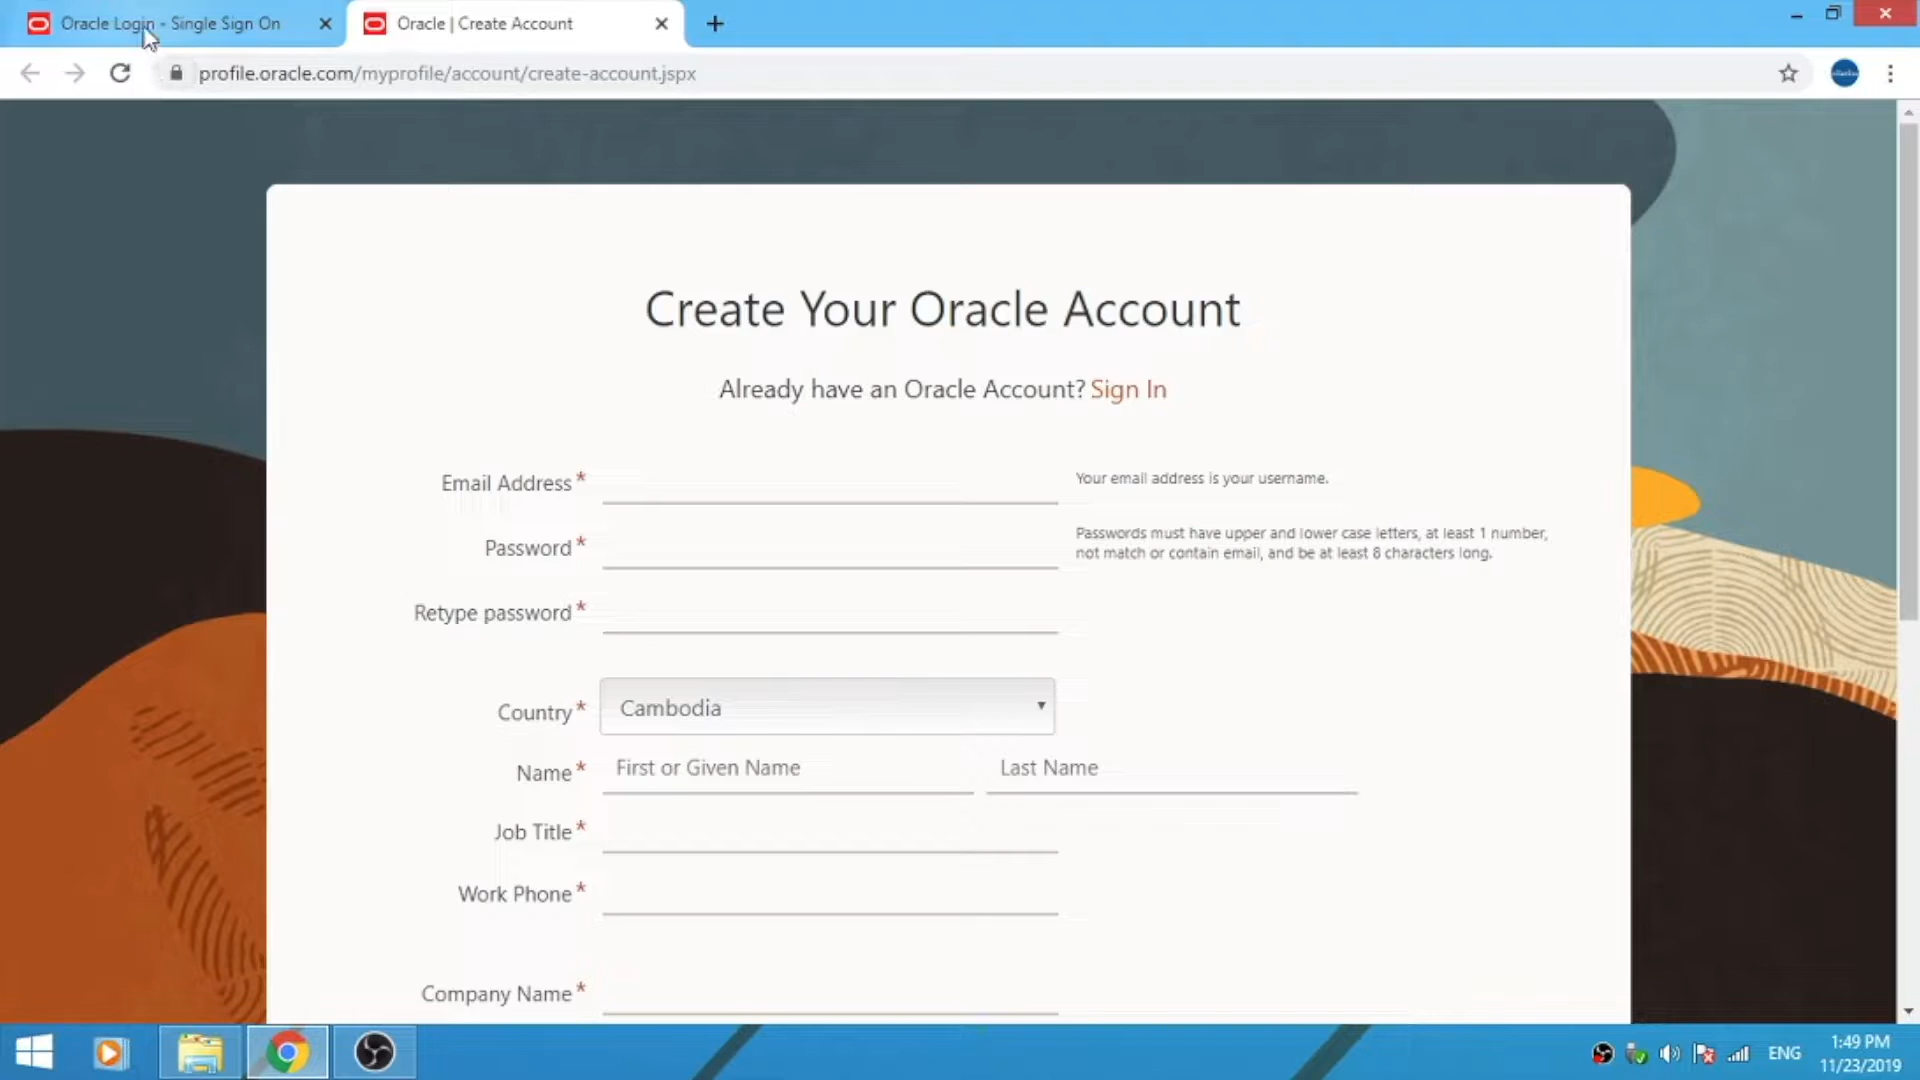 Oracle Login - Single Sign On
Oracle | Create Account
profile.oracle.com/myprofile/account/create-account.jspx
Create Your Oracle Account
Already have an Oracle Account? Sign In
Email Address *
Your email address is your username.
Password *
Passwords must have upper and lower case letters, at least 1 number,
not match or contain email, and be at least 8 characters long.
Retype password *
Country *
Cambodia
Name *
First or Given Name
Last Name
Job Title *
Work Phone *
Company Name *
ENG
1:49 PM
11/23/2019